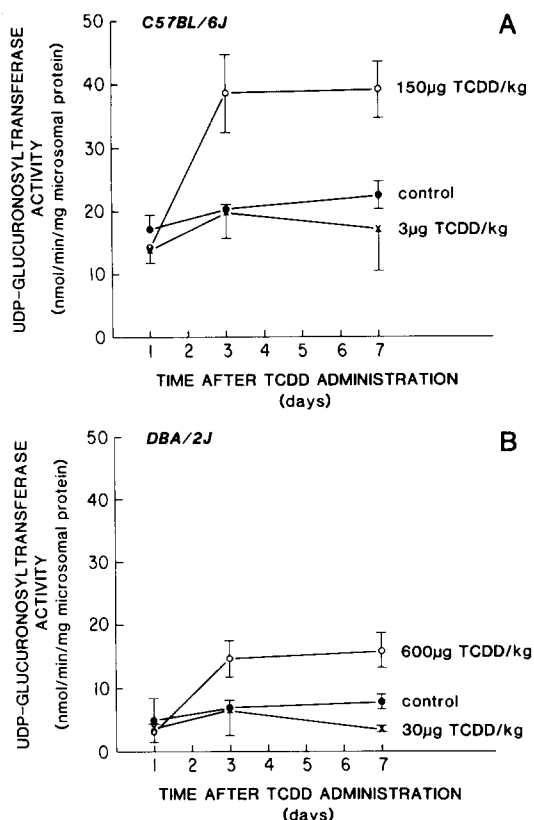 C57BL/6J
A
UDP-GLUCURONOSYLTRANSFERASE
ACTIVITY
(nmol/min/mg microsomal protein)
50
40
30
20
10
0
150µg TCDD/kg
control
3µg TCDD/kg
1 2 3 4 5 6 7
TIME AFTER TCDD ADMINISTRATION
(days)
DBA/2J
B
UDP-GLUCURONOSYLTRANSFERASE
ACTIVITY
(nmol/min/mg microsomal protein)
50
40
30
20
10
0
600µg TCDD/kg
control
30µg TCDD/kg
1 2 3 4 5 6 7
TIME AFTER TCDD ADMINISTRATION
(days)